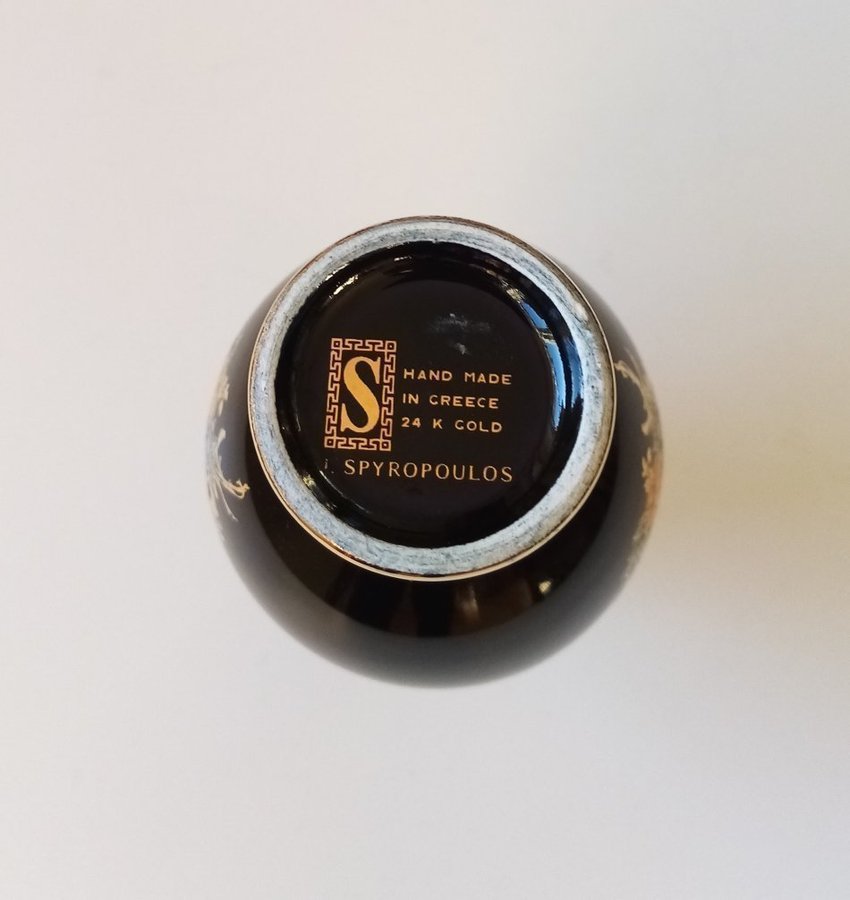 S
HAND MADE
IN GREECE
24 K GOLD
SPYROPOULOS